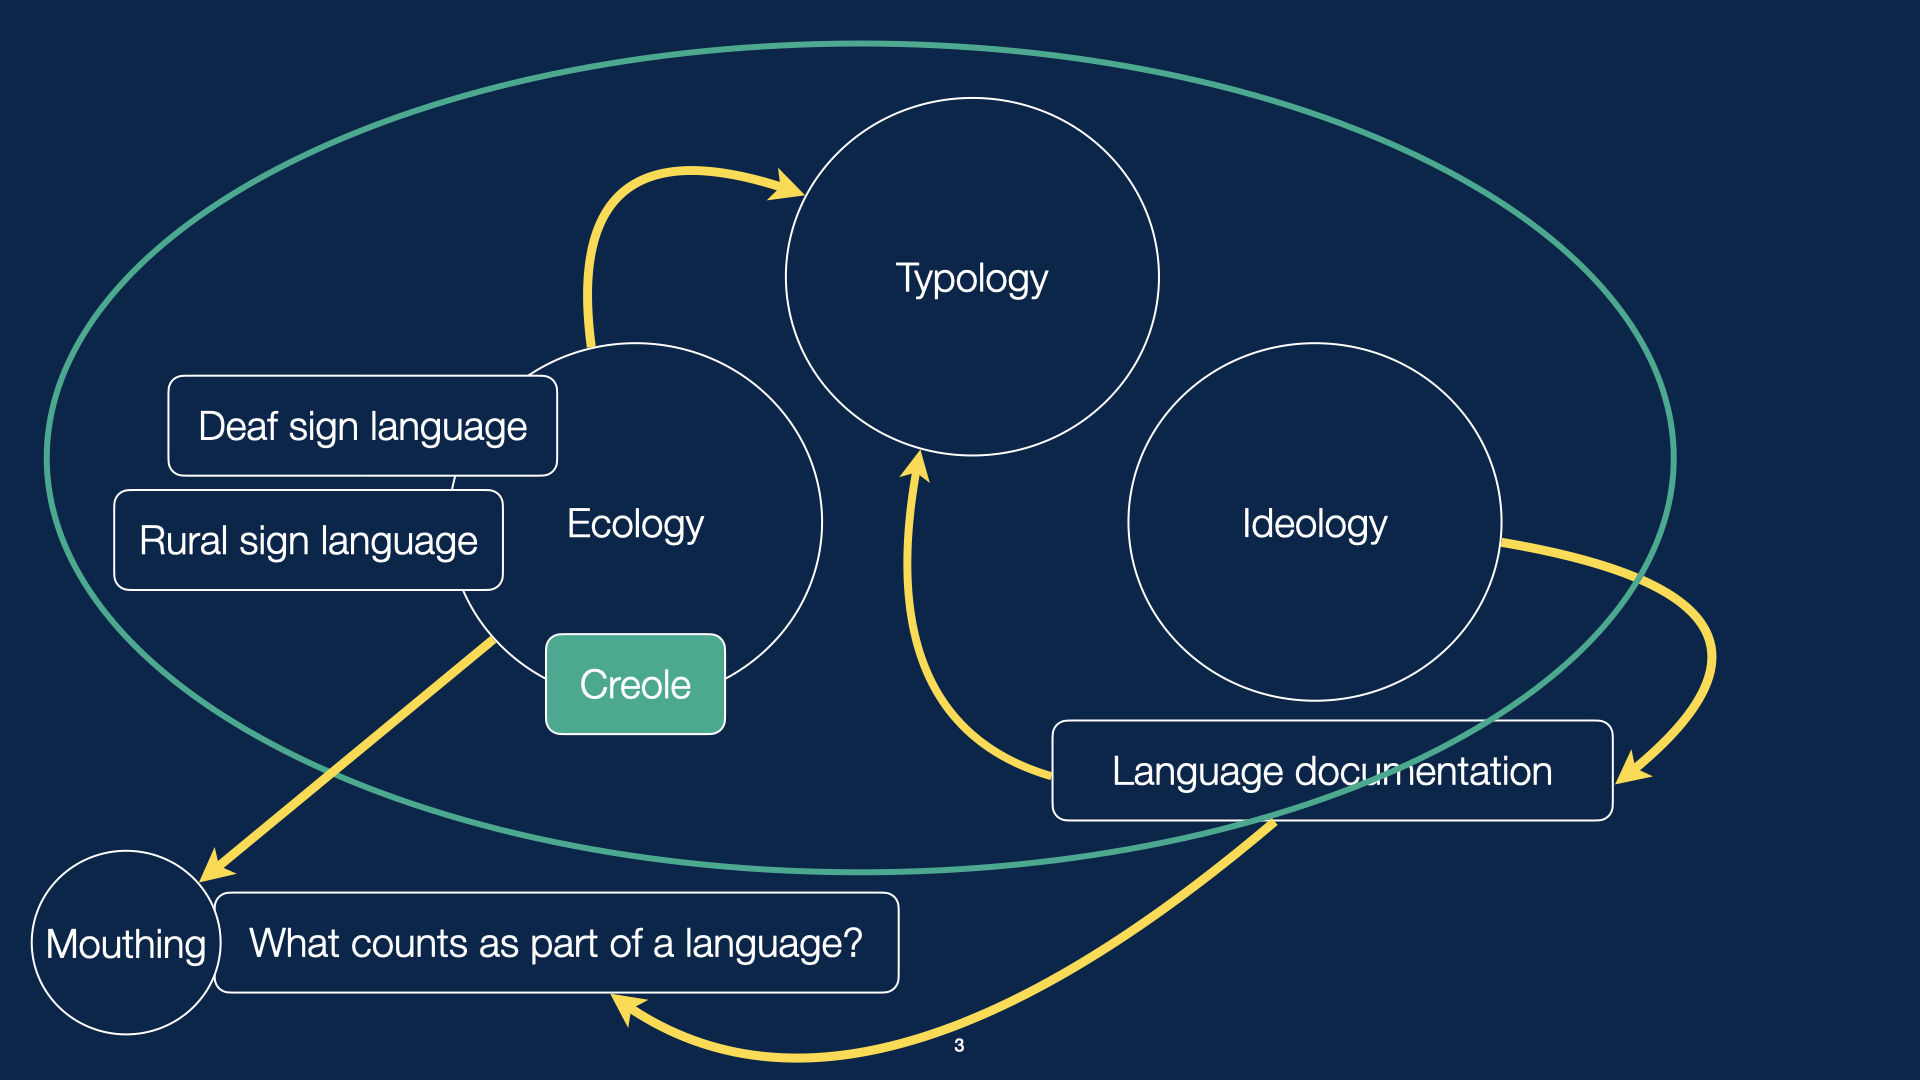 Typology
Deaf sign language
Rural sign language
Ecology
Ideology
Creole
Language documentation
Mouthing
What counts as part of a language?
3